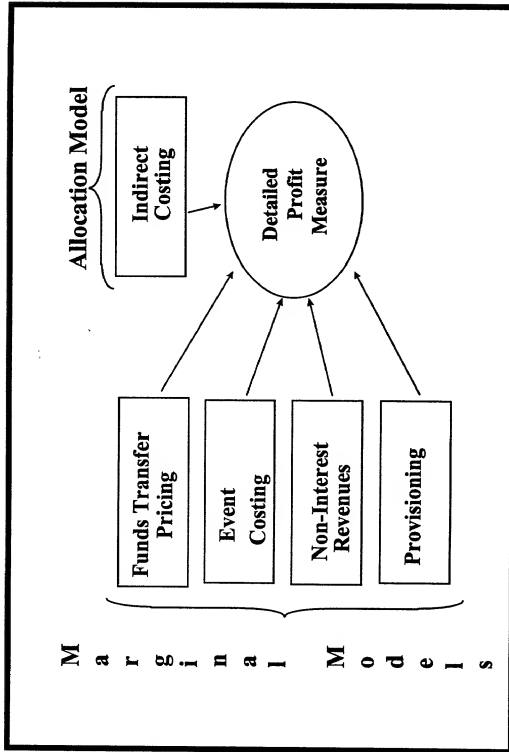 Allocation Model
Indirect
Costing
Detailed
Profit
Measure
Marginal Models
Funds Transfer
Pricing
Event
Costing
Non-Interest
Revenues
Provisioning